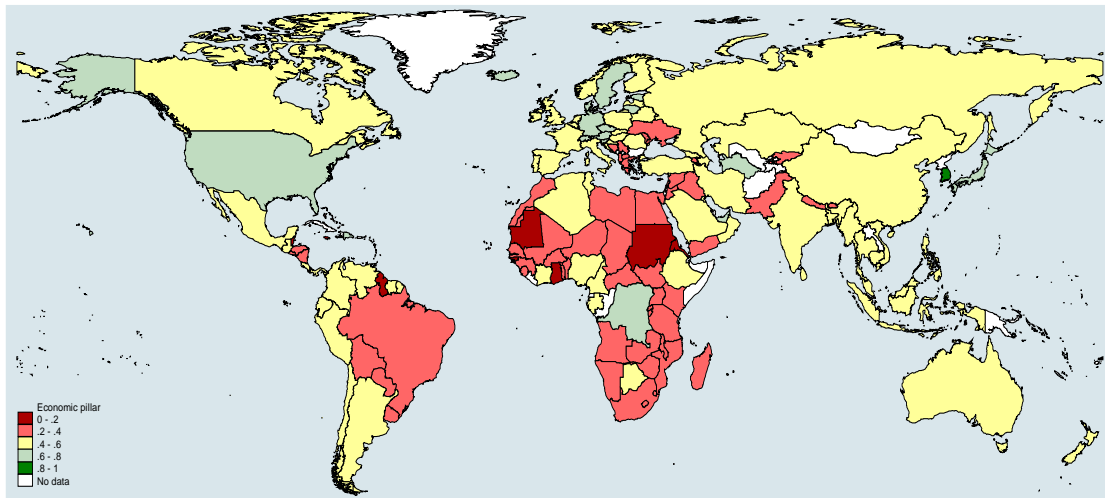 Economic pillar
0 - .2
.2 - .4
.4 - .6
.6 - .8
.8 - 1
No data